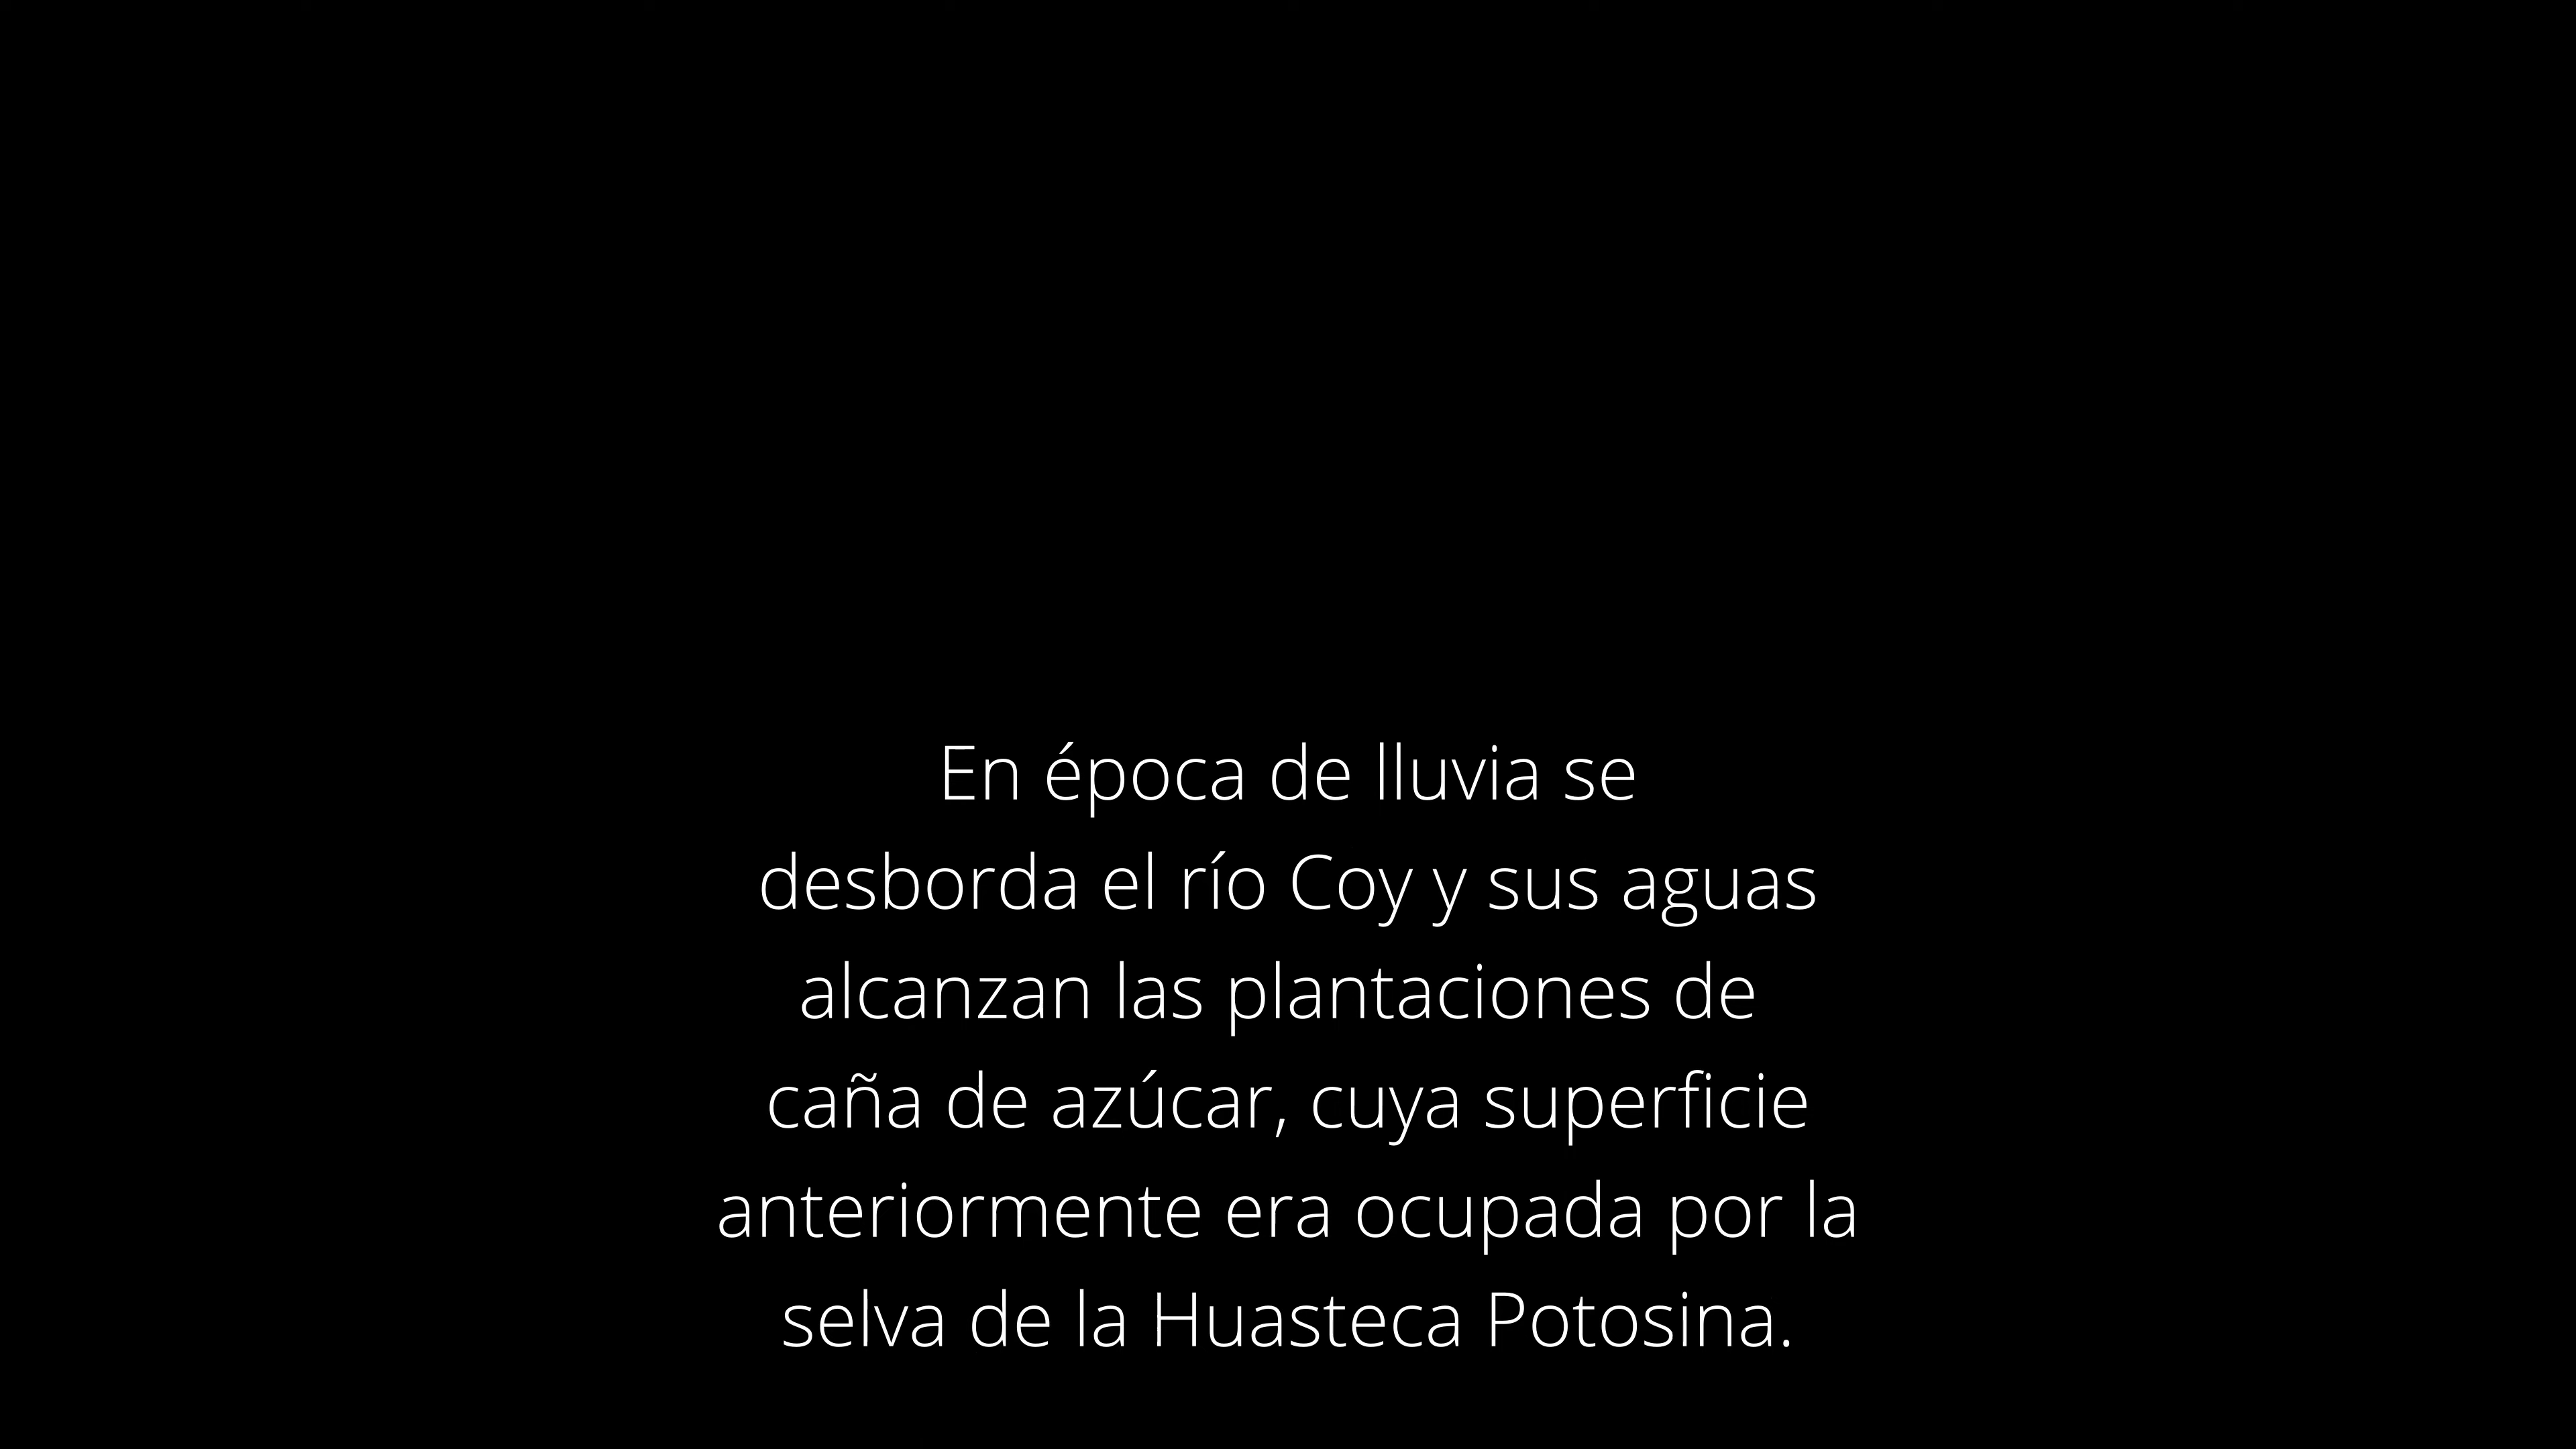 En época de lluvia se
desborda el río Coy y sus aguas
alcanzan las plantaciones de
caña de azúcar, cuya superficie
anteriormente era ocupada por la
selva de la Huasteca Potosina.